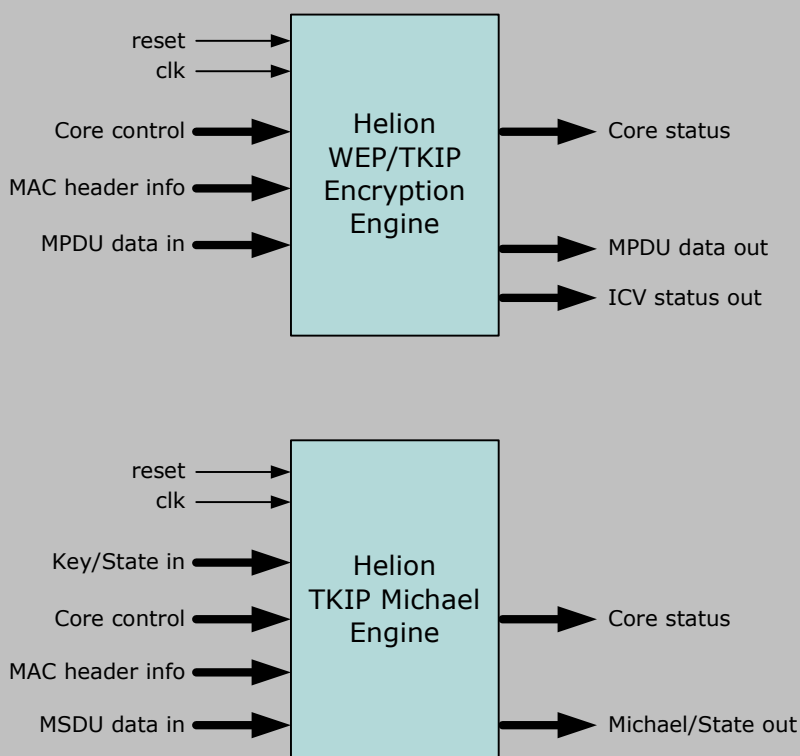 reset
clk
Core control
MAC header info
MPDU data in
Helion
WEP/TKIP
Encryption
Engine
Core status
MPDU data out
ICV status out
reset
clk
Key/State in
Core control
MAC header info
MSDU data in
Helion
TKIP Michael
Engine
Core status
Michael/State out